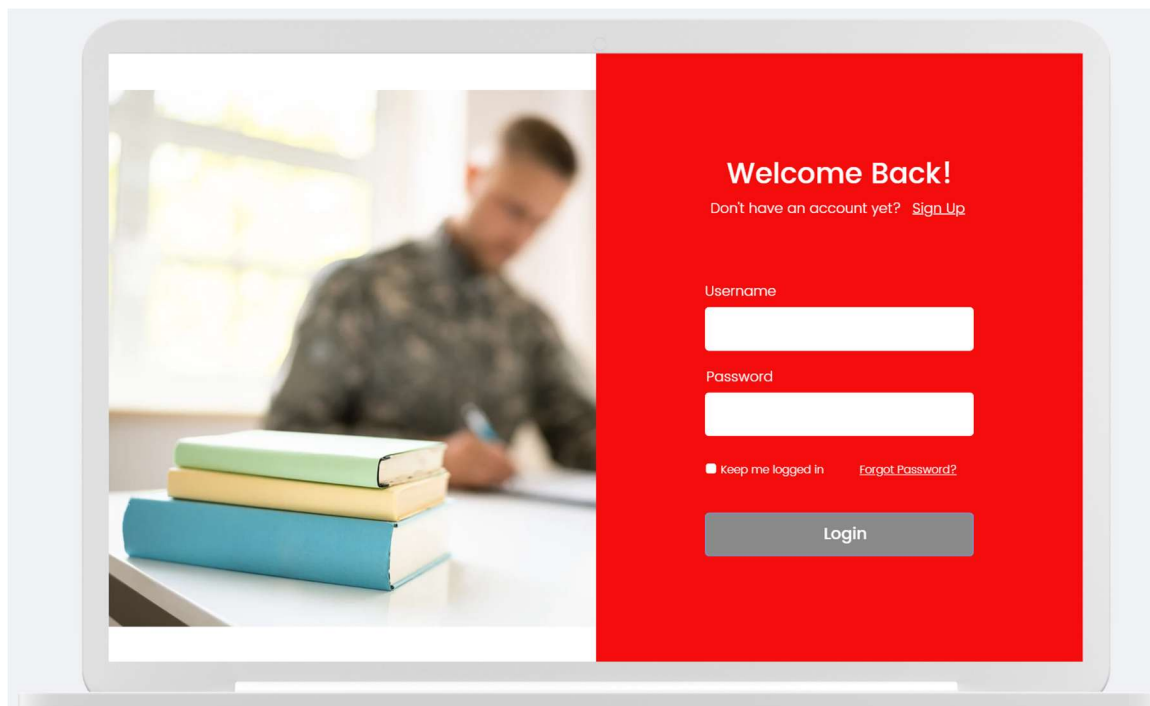 Welcome Back!
Don't have an account yet? Sign Up
Username
Password
Keep me logged in Forgot Password?
Login